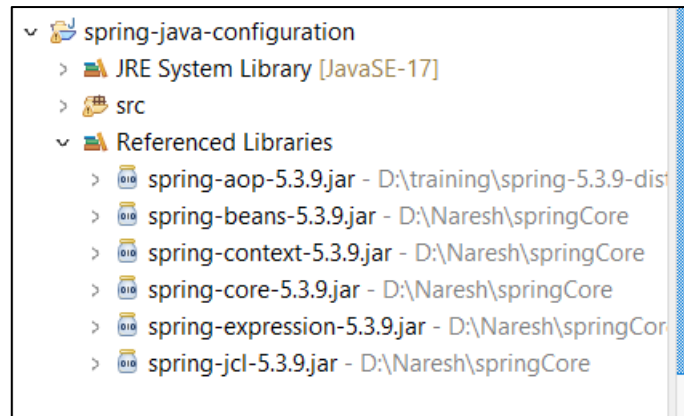 spring-java-configuration
JRE System Library [JavaSE-17]
src
Referenced Libraries
spring-aop-5.3.9.jar - D:\training\spring-5.3.9-dist
spring-beans-5.3.9.jar - D:\Naresh\springCore
spring-context-5.3.9.jar - D:\Naresh\springCore
spring-core-5.3.9.jar - D:\Naresh\springCore
spring-expression-5.3.9.jar - D:\Naresh\springCor
spring-jcl-5.3.9.jar - D:\Naresh\springCore